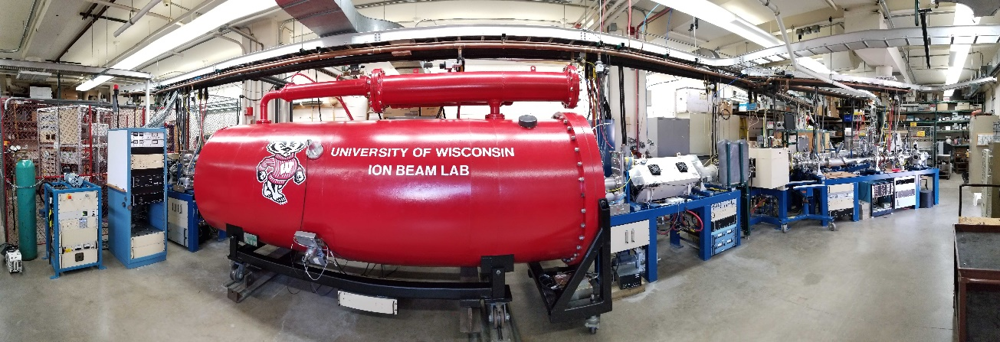 UNIVERSITY OF WISCONSIN
ION BEAM LAB
W